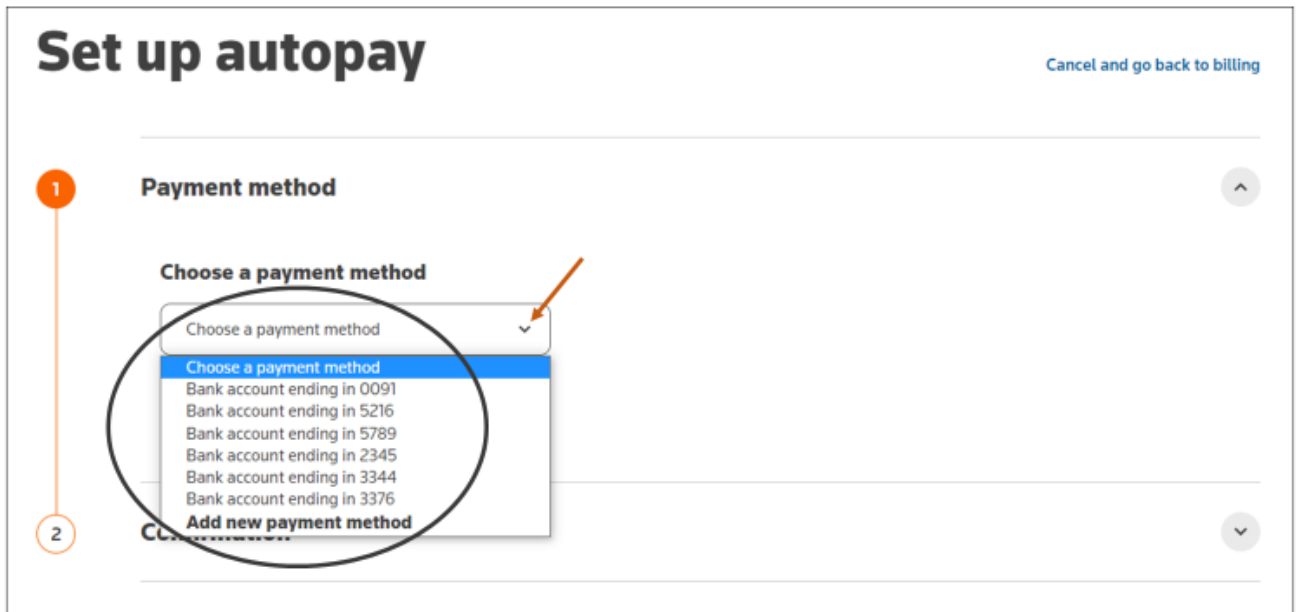 Set up autopay
Cancel and go back to billing
1
Payment method
Choose a payment method
Choose a payment method
Choose a payment method
Bank account ending in 0091
Bank account ending in 5216
Bank account ending in 5789
Bank account ending in 2345
Bank account ending in 3344
Bank account ending in 3376
Add new payment method
2